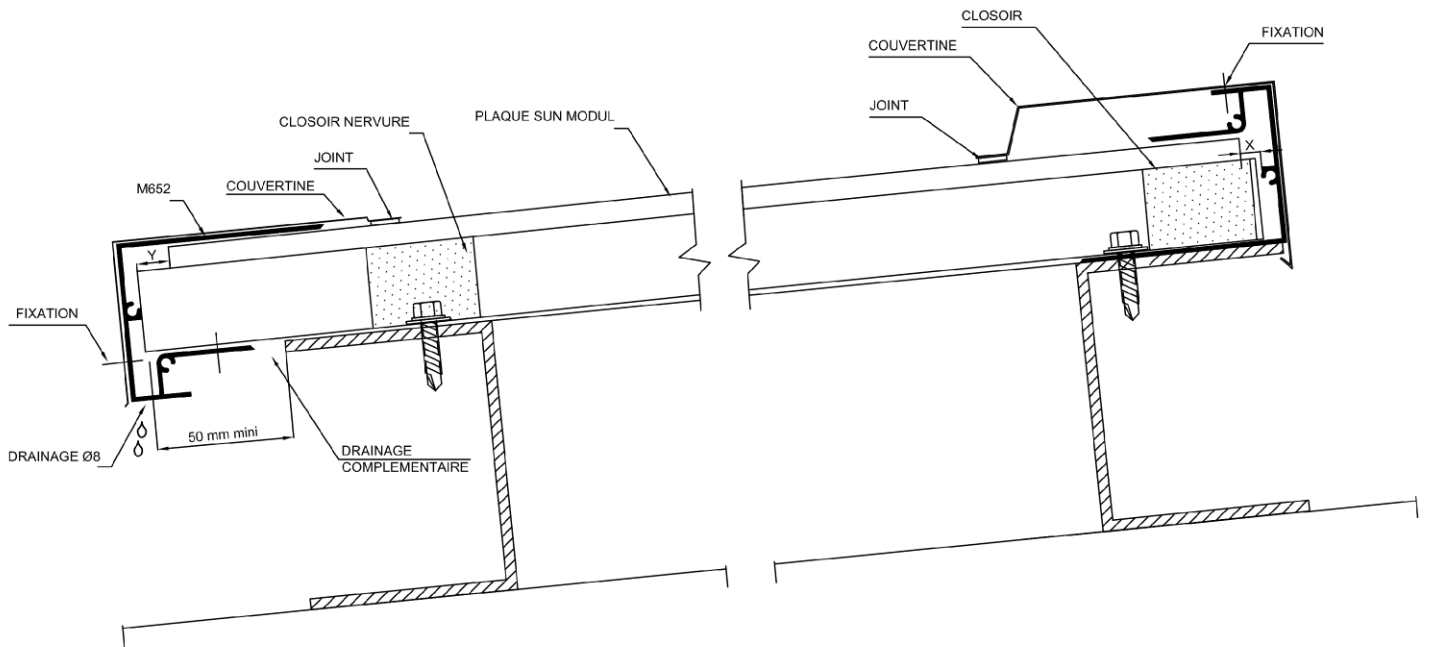 CLOSOIR
FIXATION
COUVERTINE
JOINT
PLAQUE SUN MODUL
CLOSOIR NERVURE
JOINT
COUVERTINE
M652
X
Y
FIXATION
50 mm mini
DRAINAGE Ø8
DRAINAGE
COMPLEMENTAIRE